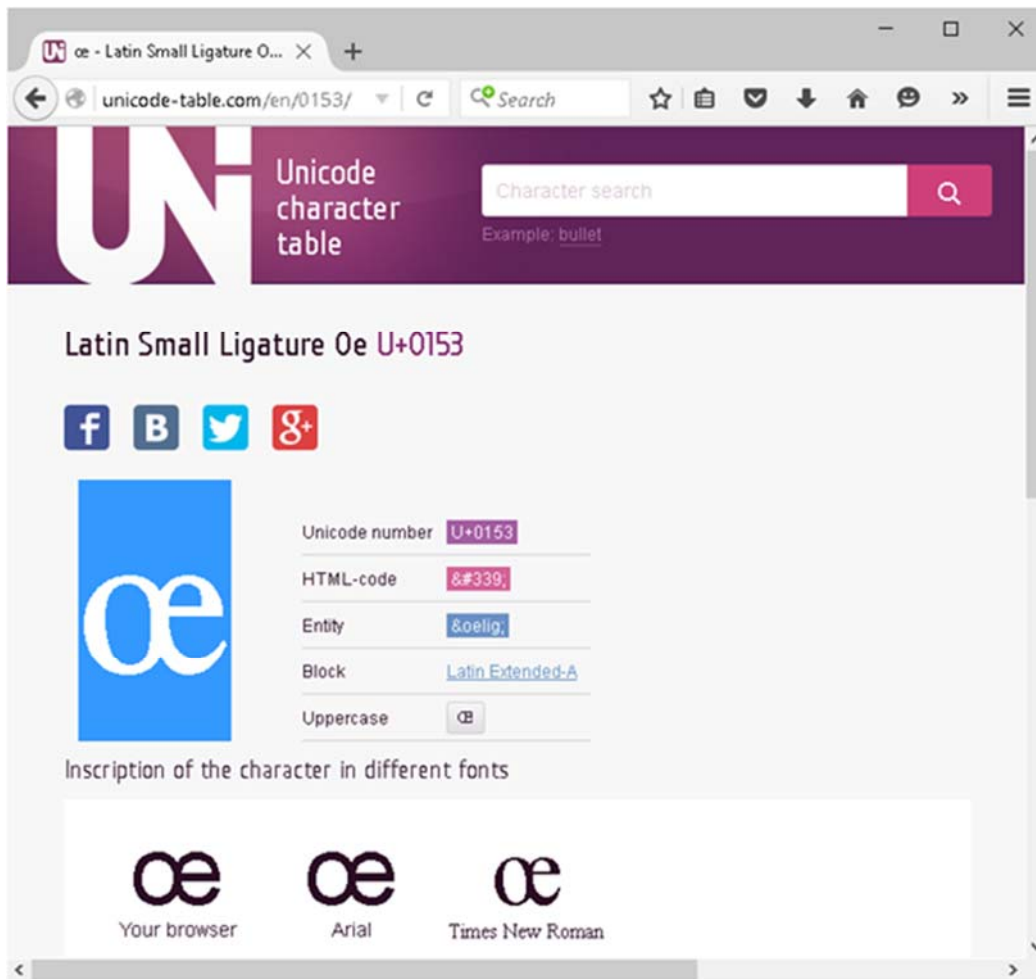 œ - Latin Small Ligature O...
unicode-table.com/en/0153/
Search
UN
Unicode
character
table
Character search
Example: bullet
Latin Small Ligature Oe U+0153
œ
Unicode number U+0153
HTML-code &#339;
Entity &oelig;
Block Latin Extended-A
Uppercase Œ
Inscription of the character in different fonts
œ œ œ
Your browser Arial Times New Roman